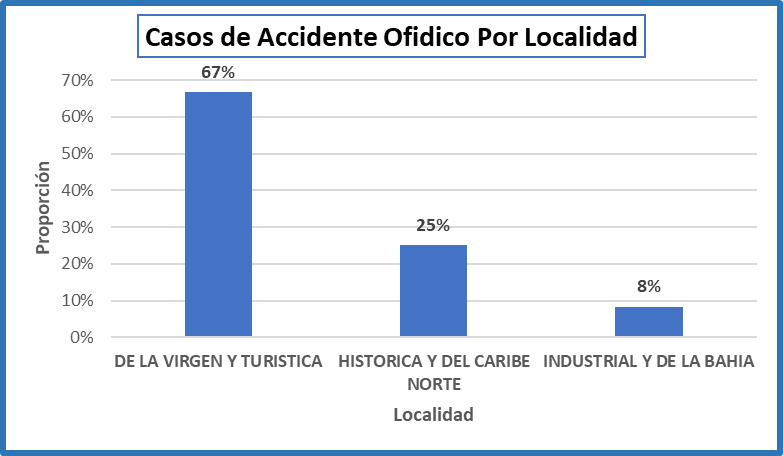 Casos de Accidente Ofidico Por Localidad
67%
70%
60%
50%
40%
30%
20%
10%
0%
Proporción
25%
8%
DE LA VIRGEN Y TURISTICA
HISTORICA Y DEL CARIBE
NORTE
INDUSTRIAL Y DE LA BAHIA
Localidad